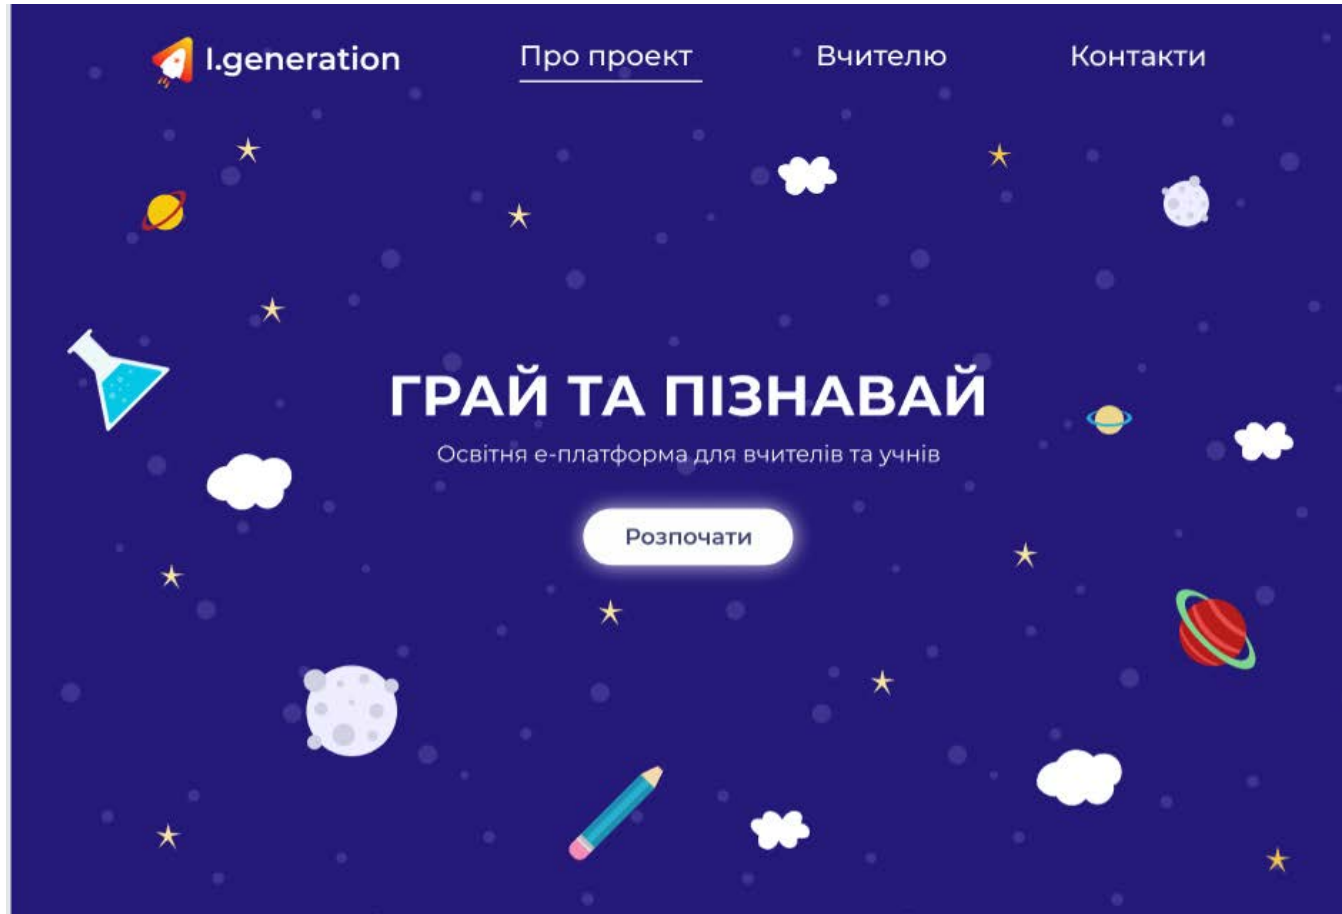 I.generation
Про проект
Вчителю
Контакти
ГРАЙ ТА ПІЗНАВАЙ
Освітня е-платформа для вчителів та учнів
Розпочати